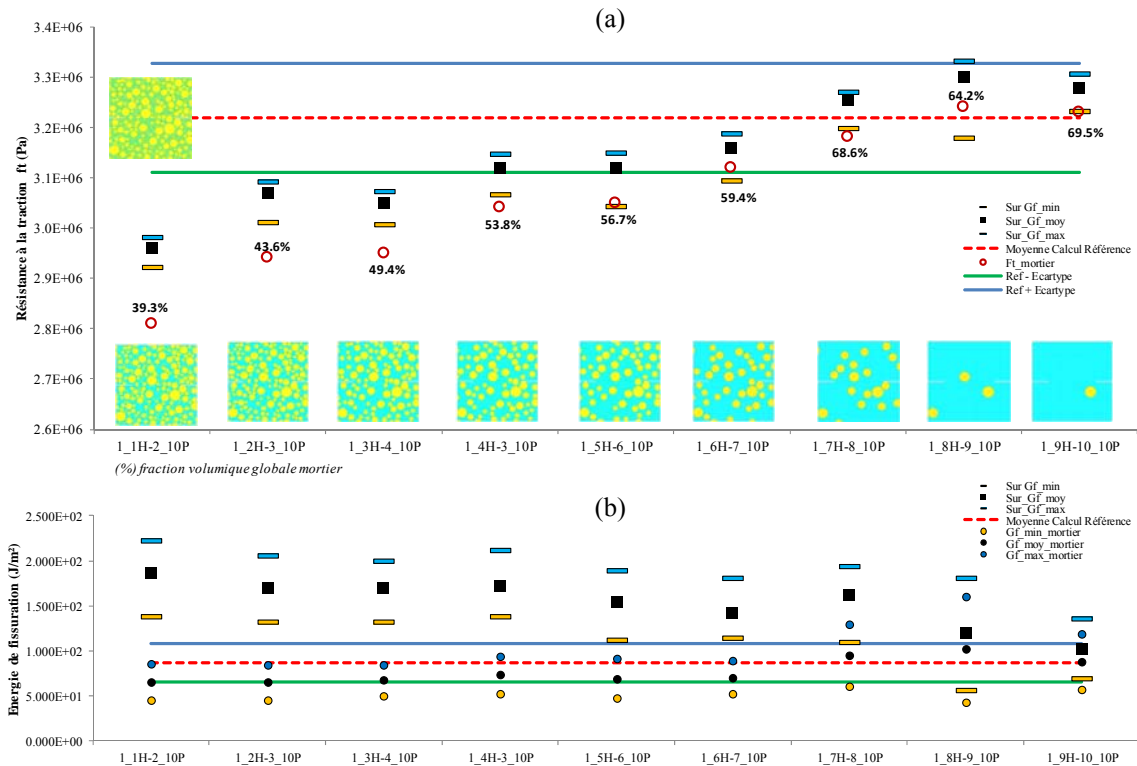 (a)
3.4E+06
3.3E+06
3.2E+06
3.1E+06
3.0E+06
2.9E+06
2.8E+06
2.7E+06
2.6E+06
Résistance à la traction ft (Pa)
39.3%
43.6%
49.4%
53.8%
56.7%
59.4%
68.6%
64.2%
69.5%
Sur Gf_min
Sur_Gf_moy
Sur_Gf_max
Moyenne Calcul Référence
Ft_mortier
Ref - Ecartype
Ref + Ecartype
1_1H-2_10P
1_2H-3_10P
1_3H-4_10P
1_4H-3_10P
1_5H-6_10P
1_6H-7_10P
1_7H-8_10P
1_8H-9_10P
1_9H-10_10P
(%) fraction volumique globale mortier
(b)
Sur Gf_min
Sur_Gf_moy
Sur_Gf_max
Moyenne Calcul Référence
Gf_min_mortier
Gf_moy_mortier
Gf_max_mortier
2.500E+02
2.000E+02
1.500E+02
1.000E+02
5.000E+01
0.000E+00
Energie de fissuration (J/m²)
1_1H-2_10P
1_2H-3_10P
1_3H-4_10P
1_4H-3_10P
1_5H-6_10P
1_6H-7_10P
1_7H-8_10P
1_8H-9_10P
1_9H-10_10P